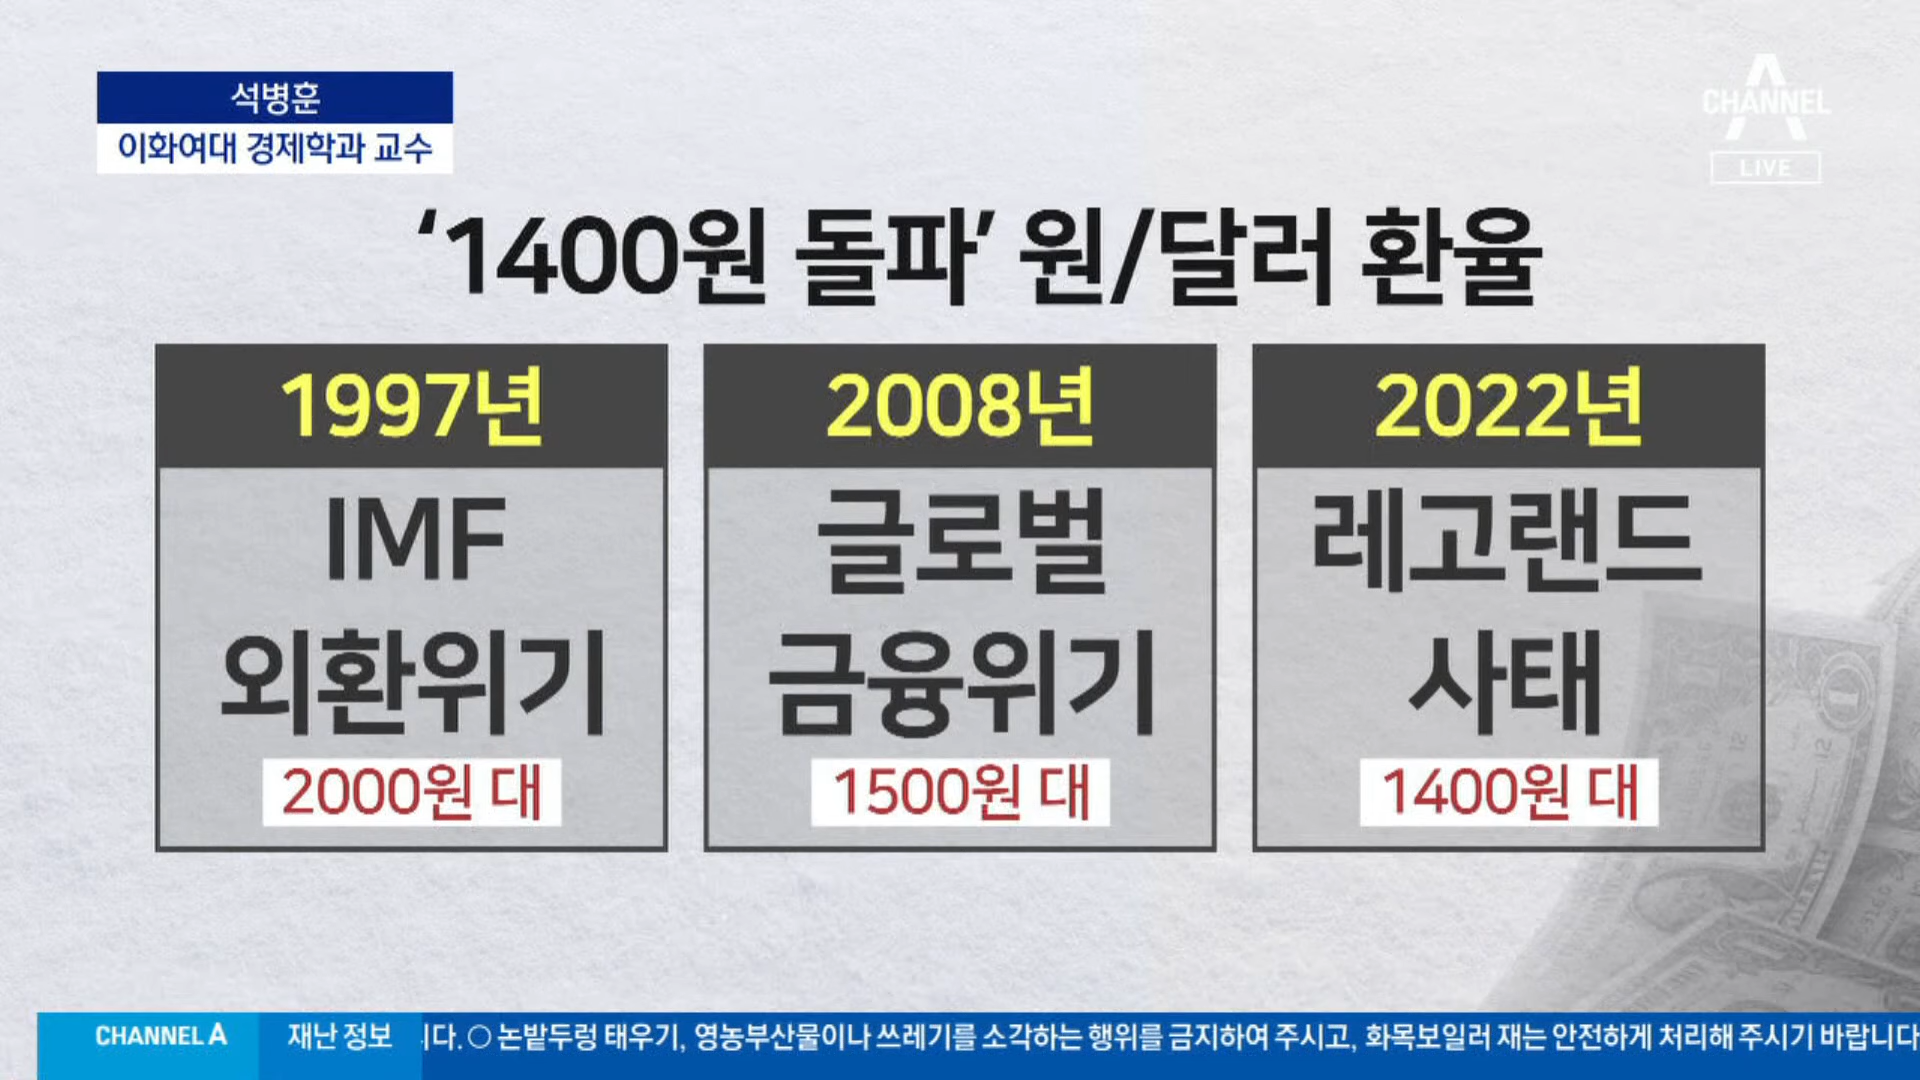 석병훈
이화여대 경제학과 교수
CHANNEL A
LIVE
‘1400원 돌파’ 원/달러 환율
1997년
IMF
외환위기
2000원 대
2008년
글로벌
금융위기
1500원 대
2022년
레고랜드
사태
1400원 대
CHANNEL A
재난 정보
니다. ○ 논밭두렁 태우기, 영농부산물이나 쓰레기를 소각하는 행위를 금지하여 주시고, 화목보일러 재는 안전하게 처리해 주시기 바랍니다